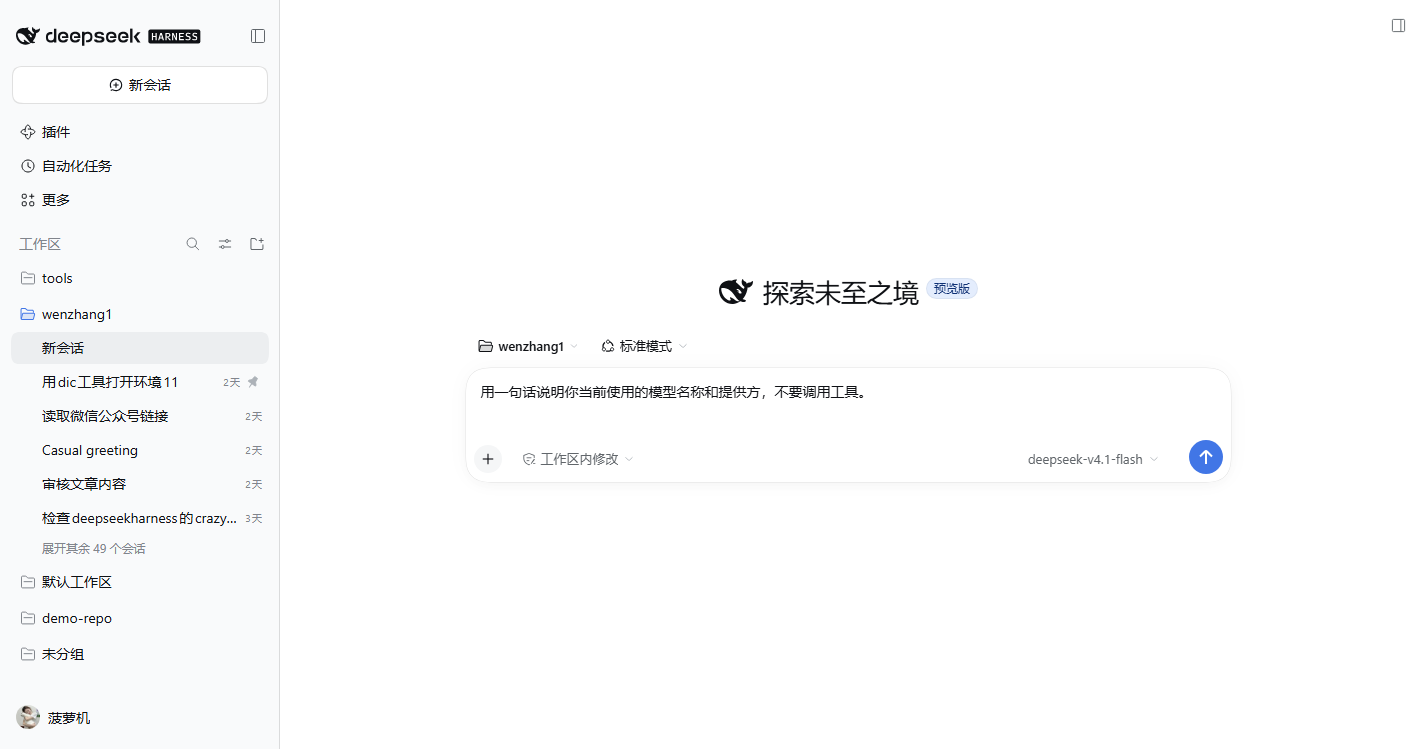 deepseek HARNESS
新会话
插件
自动化任务
更多
工作区
tools
wenzhang1
新会话
用dic工具打开环境11 2天
读取微信公众号链接 2天
Casual greeting 2天
审核文章内容 2天
检查deepseekharness的crazy... 3天
展开其余 49 个会话
默认工作区
demo-repo
未分组
菠萝机
探索未至之境 预览版
wenzhang1 标准模式
用一句话说明你当前使用的模型名称和提供方，不要调用工具。
工作区内修改 deepseek-v4.1-flash